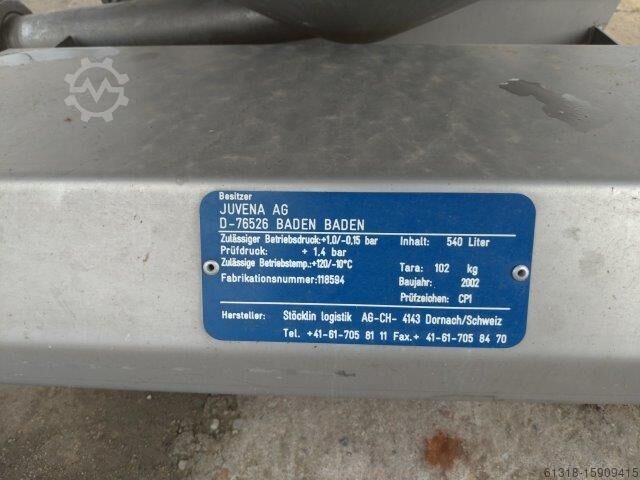 Besitzer
JUVENA AG
D-76526 BADEN BADEN
Zulässiger Betriebsdruck:+1,0/-0,15 bar Inhalt: 540 Liter
Prüfdruck: + 1.4 bar
Zulässige Betriebstemp.:+120/-10°C Tara: 102 kg
Fabrikationsnummer:118594 Baujahr: 2002
Prüfzeichen: CP1
Hersteller: Stöcklin logistik AG-CH- 4143 Dornach/Schweiz
Tel. +41-61-705 81 11 Fax.+ 41-61-705 84 70
61318-15909415